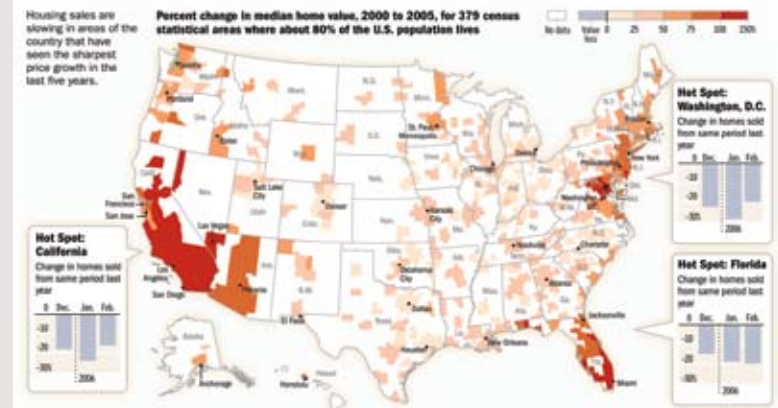 Housing sales are
slowing in areas of the
country that have
seen the sharpest
price growth in the
last five years.
Percent change in median home value, 2000 to 2005, for 379 census
statistical areas where about 80% of the U.S. population lives
No data
Value
loss
0 25 50 75 100 150%
Seattle
Portland
Boise
Mont.
N.D.
S.D.
St. Paul
Minneapolis
Mich.
Detroit
Chicago
New York
Philadelphia
Washington
San
Francisco
San Jose
Nev.
Salt Lake
City
Utah
Denver
Colo.
Kansas
City
Las Vegas
Los
Angeles
San Diego
Phoenix
N.M.
El Paso
Oklahoma
City
Dallas
Texas
Houston
New Orleans
Nashville
Charlotte
Atlanta
Jacksonville
Miami
Alaska
Anchorage
Honolulu
Hawaii
Hot Spot:
Washington, D.C.
Change in homes sold
from same period last
year
0 Dec. Jan. Feb.
-10
-20
-30%
2006
Hot Spot:
California
Change in homes sold
from same period last
year
0 Dec. Jan. Feb.
-10
-20
-30%
2006
Hot Spot: Florida
Change in homes sold
from same period last
year
0 Dec. Jan. Feb.
-10
-20
-30%
2006